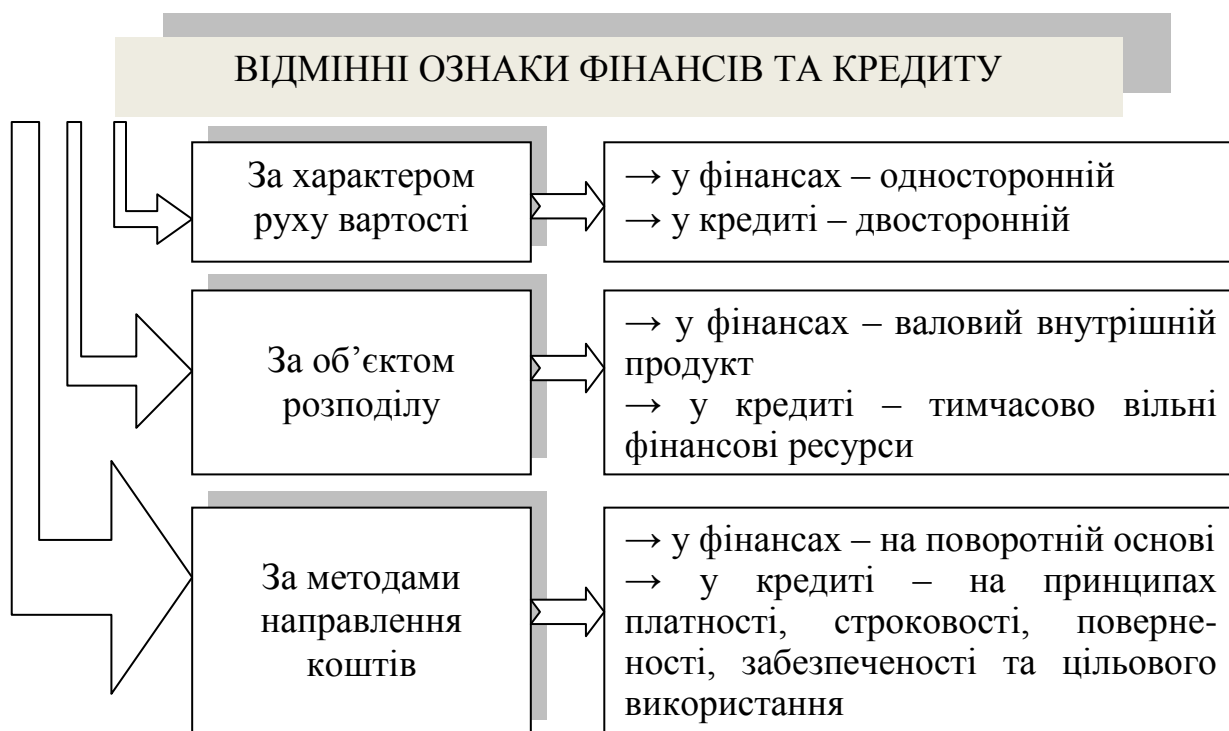 ВІДМІННІ ОЗНАКИ ФІНАНСІВ ТА КРЕДИТУ
За характером
руху вартості
→ у фінансах – односторонній
→ у кредиті – двосторонній
За об’єктом
розподілу
→ у фінансах – валовий внутрішній
продукт
→ у кредиті – тимчасово вільні
фінансові ресурси
За методами
направлення
коштів
→ у фінансах – на поворотній основі
→ у кредиті – на принципах
платності, строковості, поверне-
ності, забезпеченості та цільового
використання